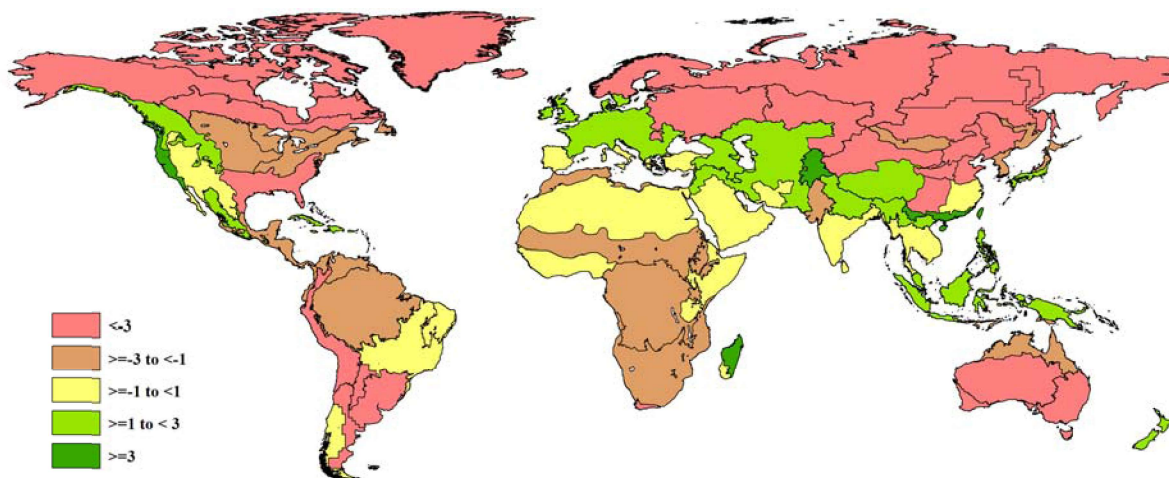 <-3
>=-3 to <-1
>=-1 to <1
>=1 to < 3
>=3